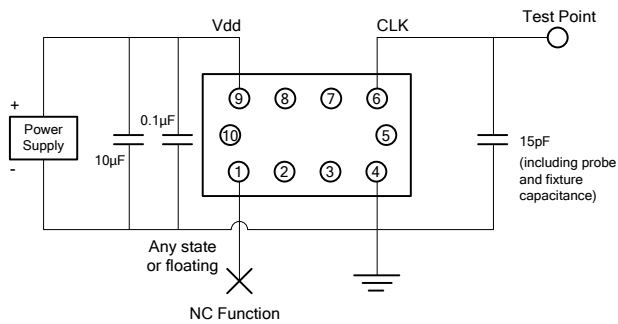 Vdd
CLK
Test Point
+
Power
Supply
-
10µF
0.1µF
9
8
7
6
10
5
1
2
3
4
15pF
(including probe
and fixture
capacitance)
Any state
or floating
NC Function